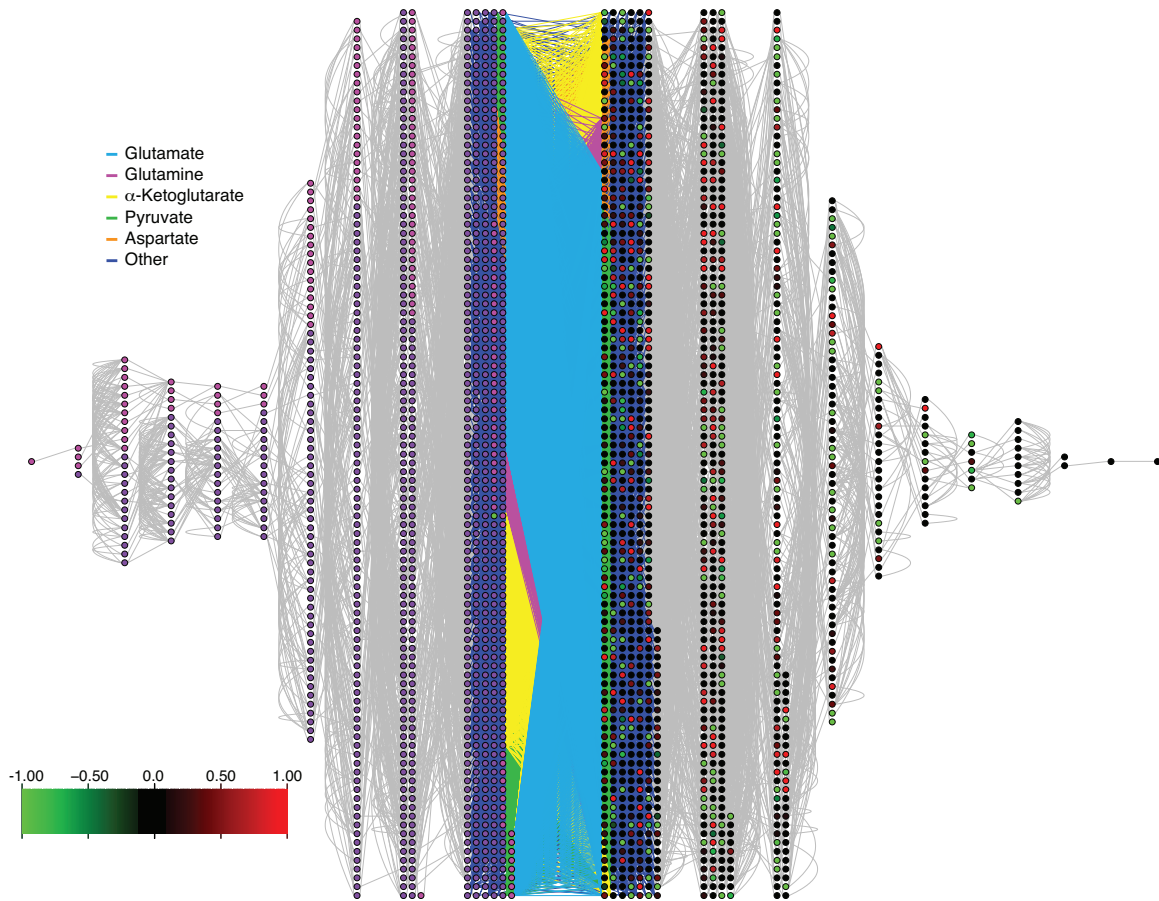 Glutamate
Glutamine
α-Ketoglutarate
Pyruvate
Aspartate
Other
-1.00 -0.50 0.0 0.50 1.00